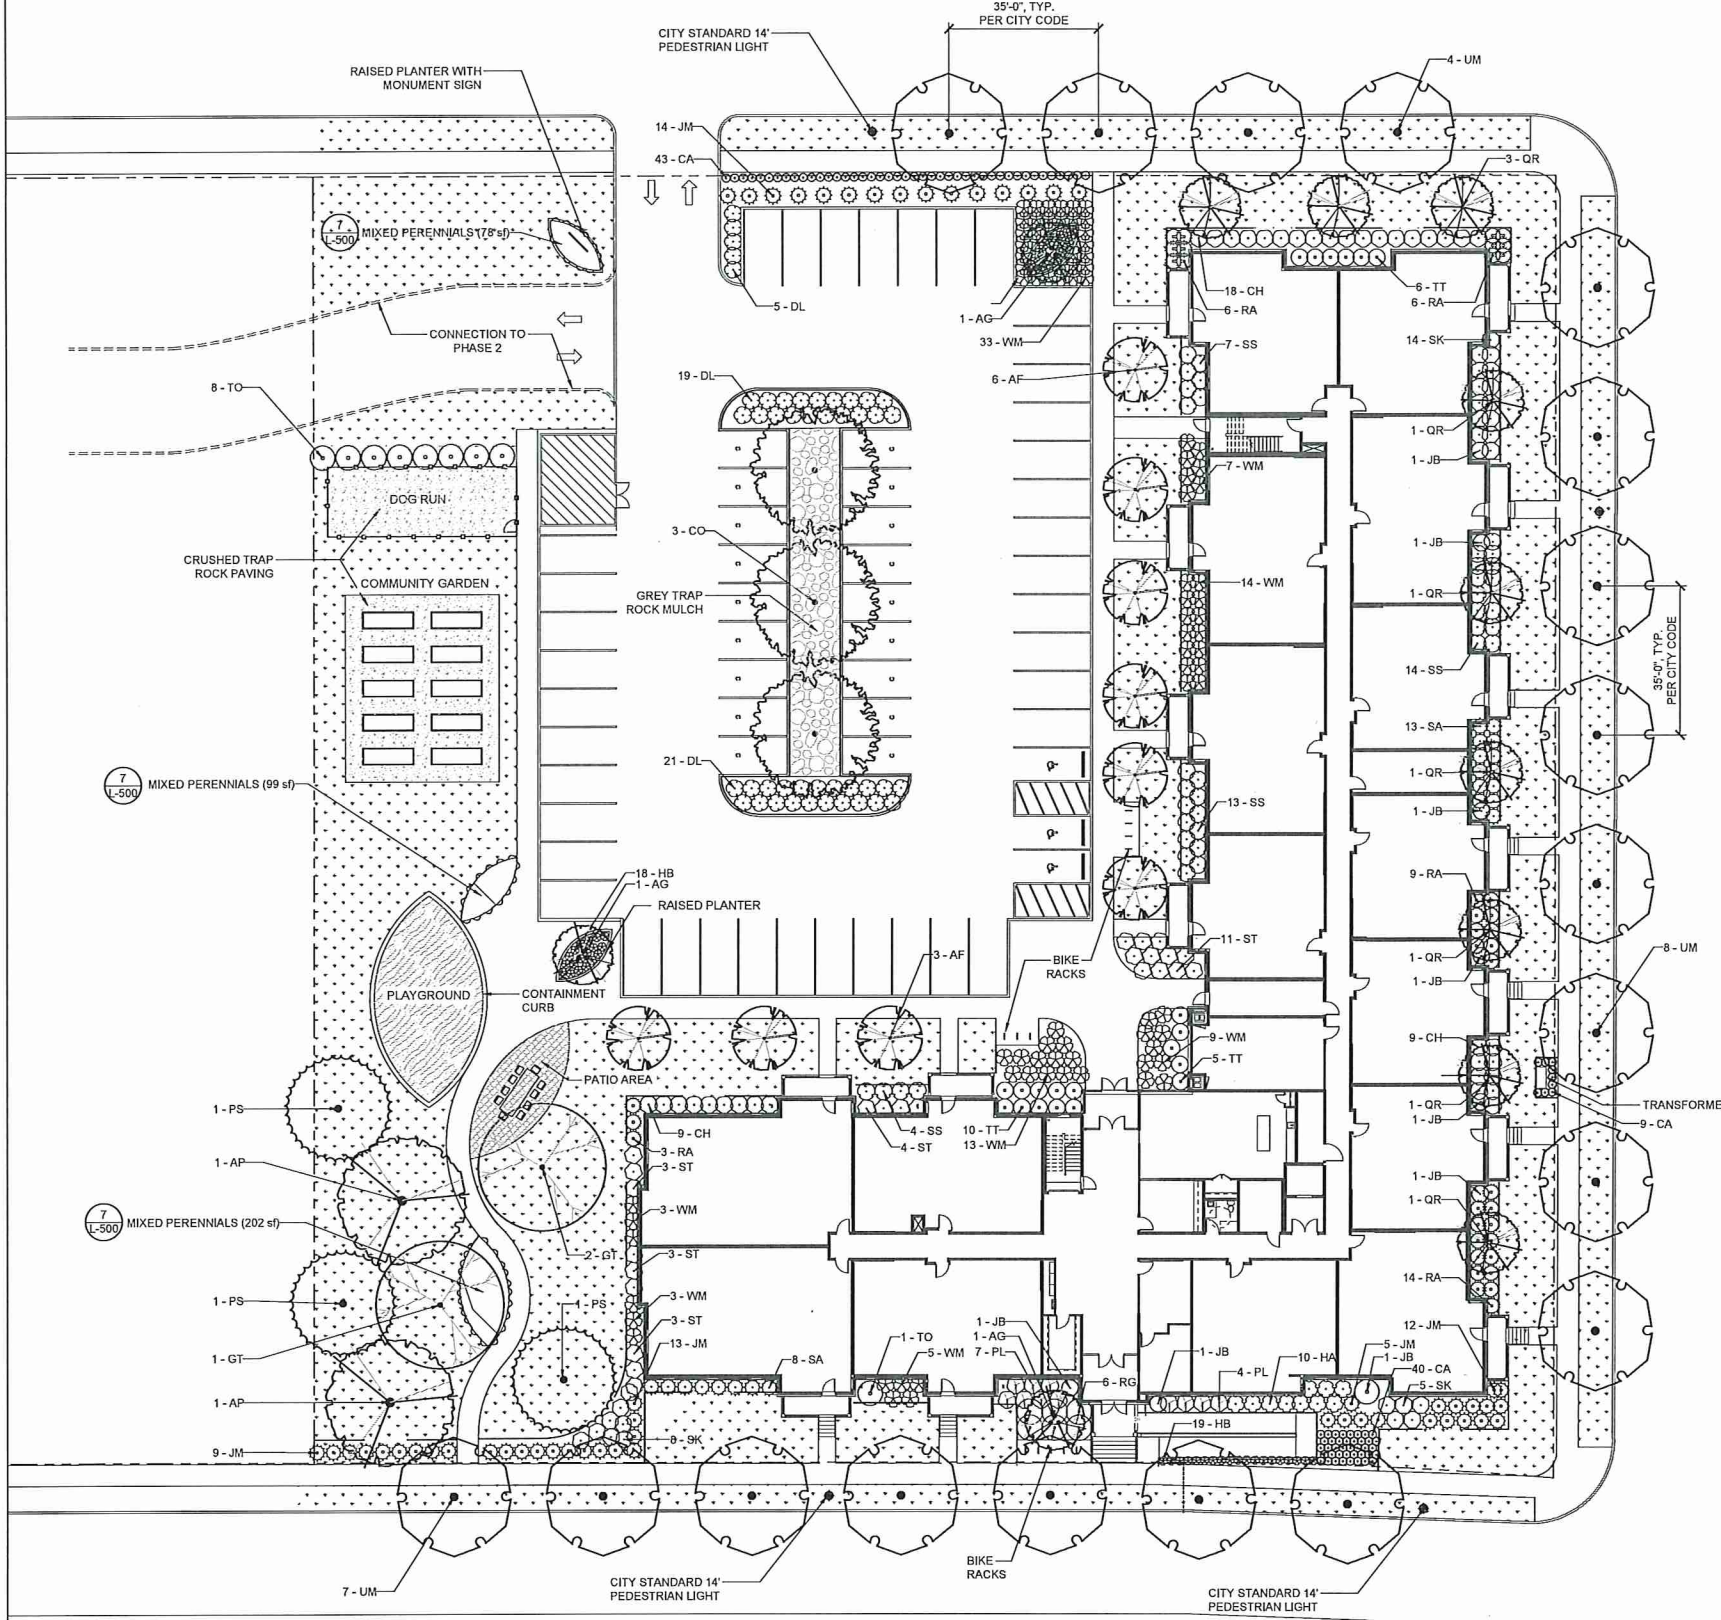 35'-0", TYP.
PER CITY CODE
CITY STANDARD 14'
PEDESTRIAN LIGHT
4 - UM
RAISED PLANTER WITH
MONUMENT SIGN
14 - JM
43 - CA
3 - QR
7
L-500
MIXED PERENNIALS (78 sf)
5 - DL
18 - CH
6 - RA
6 - TT
6 - RA
1 - AG
33 - WM
CONNECTION TO
PHASE 2
7 - SS
14 - SK
8 - TO
19 - DL
6 - AF
1 - QR
1 - JB
7 - WM
DOG RUN
3 - CO
1 - JB
CRUSHED TRAP
ROCK PAVING
COMMUNITY GARDEN
14 - WM
1 - QR
GREY TRAP
ROCK MULCH
35'-0", TYP.
PER CITY CODE
14 - SS
13 - SA
21 - DL
1 - QR
7
L-500
MIXED PERENNIALS (99 sf)
13 - SS
1 - JB
18 - HB
1 - AG
9 - RA
RAISED PLANTER
11 - ST
3 - AF
BIKE
RACKS
1 - QR
1 - JB
8 - UM
PLAYGROUND
CONTAINMENT
CURB
9 - WM
5 - TT
9 - CH
PATIO AREA
1 - PS
1 - QR
1 - JB
TRANSFORME
9 - CA
9 - CH
4 - SS
10 - TT
4 - ST
13 - WM
3 - RA
3 - ST
1 - AP
1 - JB
1 - QR
3 - WM
7
L-500
MIXED PERENNIALS (202 sf)
2 - GT
3 - ST
14 - RA
1 - PS
1 - PS
3 - WM
3 - ST
12 - JM
13 - JM
1 - JB
1 - TO
1 - AG
5 - WM
7 - PL
1 - GT
8 - SA
1 - JB
4 - PL
10 - HA
5 - JM
1 - JB
40 - CA
5 - SK
6 - RG
1 - AP
19 - HB
8 - SK
9 - JM
BIKE
RACKS
7 - UM
CITY STANDARD 14'
PEDESTRIAN LIGHT
CITY STANDARD 14'
PEDESTRIAN LIGHT